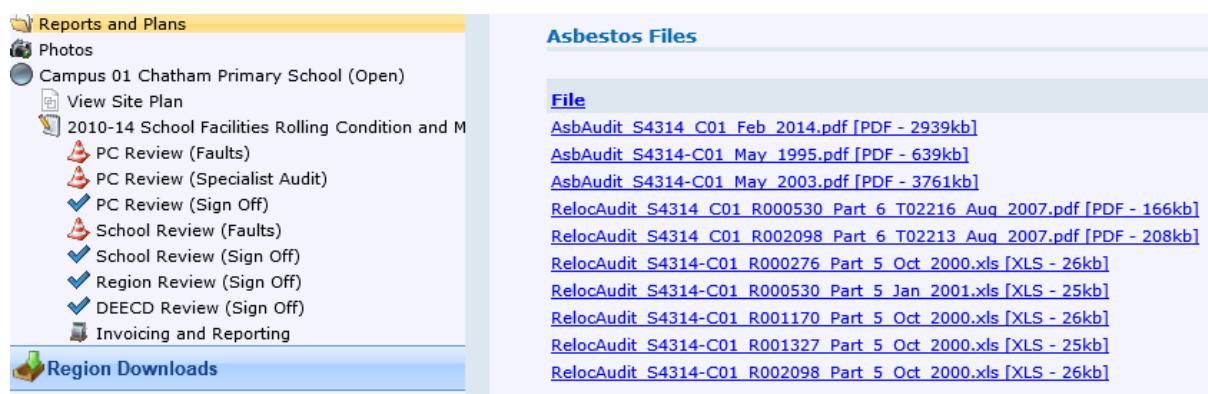 Reports and Plans
Photos
Campus 01 Chatham Primary School (Open)
View Site Plan
2010-14 School Facilities Rolling Condition and M
PC Review (Faults)
PC Review (Specialist Audit)
PC Review (Sign Off)
School Review (Faults)
School Review (Sign Off)
Region Review (Sign Off)
DEECD Review (Sign Off)
Invoicing and Reporting
Region Downloads
Asbestos Files
File
AsbAudit_S4314_C01_Feb_2014.pdf [PDF - 2939kb]
AsbAudit_S4314-C01_May_1995.pdf [PDF - 639kb]
AsbAudit_S4314-C01_May_2003.pdf [PDF - 3761kb]
RelocAudit_S4314_C01_R000530_Part_6_T02216_Aug_2007.pdf [PDF - 166kb]
RelocAudit_S4314_C01_R002098_Part_6_T02213_Aug_2007.pdf [PDF - 208kb]
RelocAudit_S4314-C01_R000276_Part_5_Oct_2000.xls [XLS - 26kb]
RelocAudit_S4314-C01_R000530_Part_5_Jan_2001.xls [XLS - 25kb]
RelocAudit_S4314-C01_R001170_Part_5_Oct_2000.xls [XLS - 26kb]
RelocAudit_S4314-C01_R001327_Part_5_Oct_2000.xls [XLS - 25kb]
RelocAudit_S4314-C01_R002098_Part_5_Oct_2000.xls [XLS - 26kb]